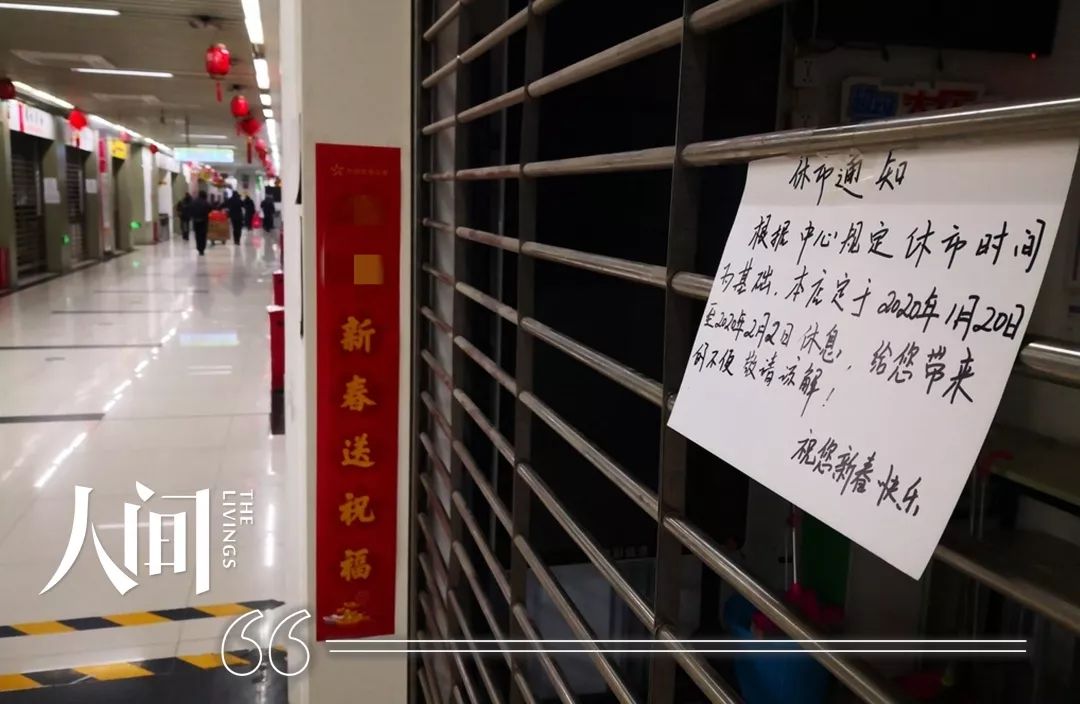 休市通知
根据中心规定休市时间
为基础，本店定于2020年1月20日
至2020年2月2日休息，给您带来
的不便敬请谅解！
祝您新春快乐
新春送祝福
人间
THE
LIVINGS